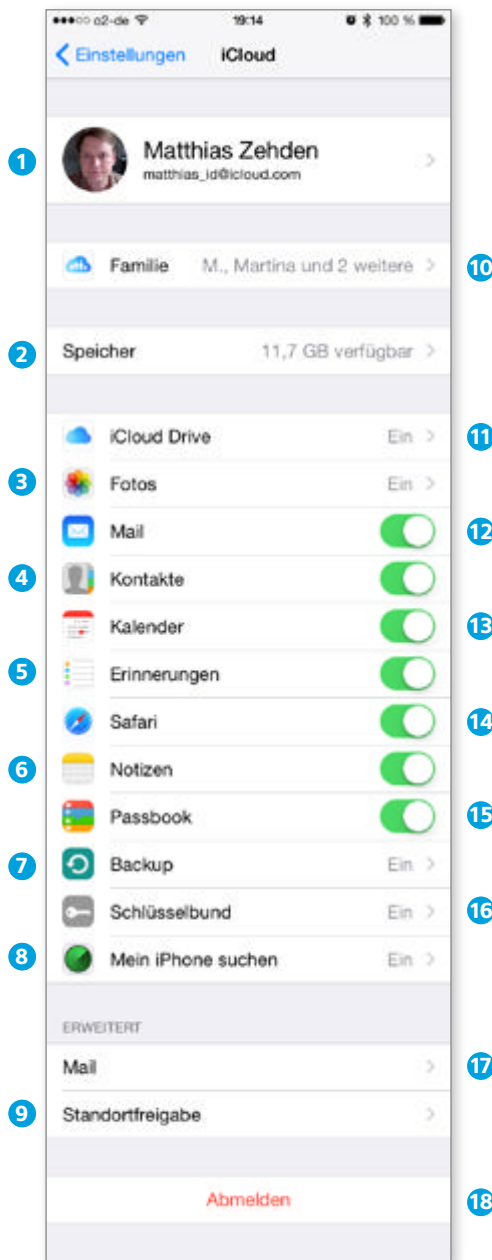 o2-de 19:14 100 %
Einstellungen iCloud
1 Matthias Zehden
matthias_id@icloud.com
Familie M., Martina und 2 weitere 10
2 Speicher 11,7 GB verfügbar
iCloud Drive Ein 11
3 Fotos Ein
Mail 12
4 Kontakte
Kalender 13
5 Erinnerungen
Safari 14
6 Notizen
Passbook 15
7 Backup Ein
Schlüsselbund Ein 16
8 Mein iPhone suchen Ein
ERWEITERT
Mail 17
9 Standortfreigabe
Abmelden 18